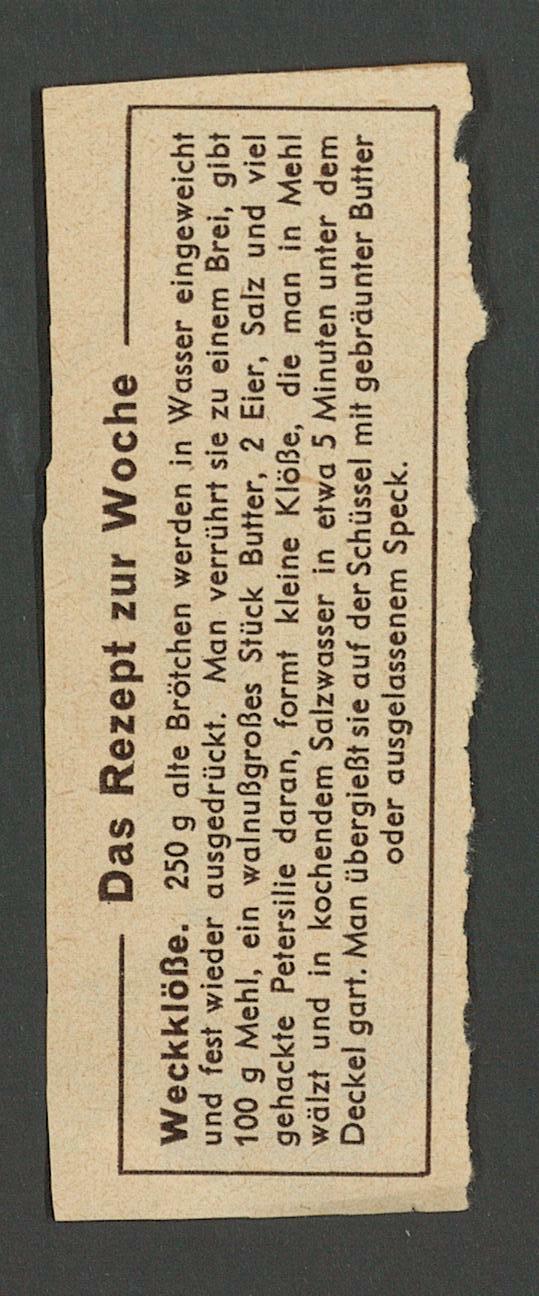 Das Rezept zur Woche
Weckklöße. 250 g alte Brötchen werden in Wasser eingeweicht
und fest wieder ausgedrückt. Man verrührt sie zu einem Brei, gibt
100 g Mehl, ein walnußgroßes Stück Butter, 2 Eier, Salz und viel
gehackte Petersilie daran, formt kleine Klöße, die man in Mehl
wälzt und in kochendem Salzwasser in etwa 5 Minuten unter dem
Deckel gart. Man übergießt sie auf der Schüssel mit gebräunter Butter
oder ausgelassenem Speck.